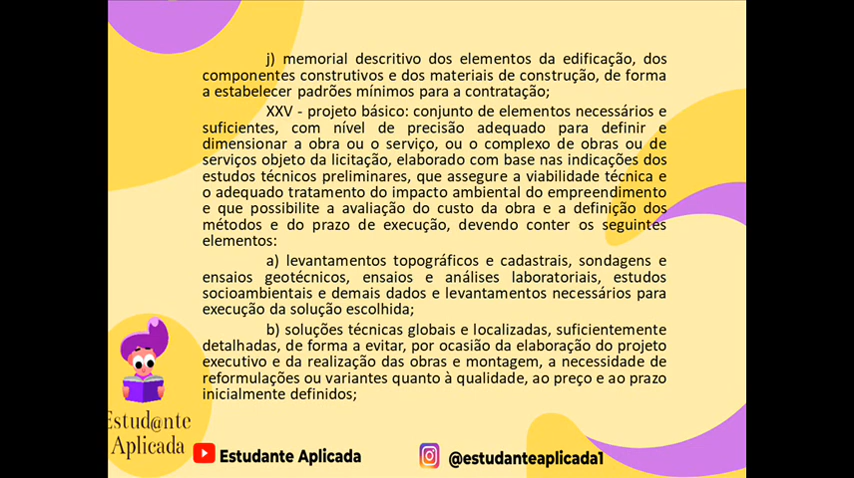 j) memorial descritivo dos elementos da edificação, dos
componentes construtivos e dos materiais de construção, de forma
a estabelecer padrões mínimos para a contratação;
XXV - projeto básico: conjunto de elementos necessários e
suficientes, com nível de precisão adequado para definir e
dimensionar a obra ou o serviço, ou o complexo de obras ou de
serviços objeto da licitação, elaborado com base nas indicações dos
estudos técnicos preliminares, que assegure a viabilidade técnica e
o adequado tratamento do impacto ambiental do empreendimento
e que possibilite a avaliação do custo da obra e a definição dos
métodos e do prazo de execução, devendo conter os seguintes
elementos:
a) levantamentos topográficos e cadastrais, sondagens e
ensaios geotécnicos, ensaios e análises laboratoriais, estudos
socioambientais e demais dados e levantamentos necessários para
execução da solução escolhida;
b) soluções técnicas globais e localizadas, suficientemente
detalhadas, de forma a evitar, por ocasião da elaboração do projeto
executivo e da realização das obras e montagem, a necessidade de
reformulações ou variantes quanto à qualidade, ao preço e ao prazo
inicialmente definidos;
Estud@nte
Aplicada
Estudante Aplicada
@estudanteaplicada1